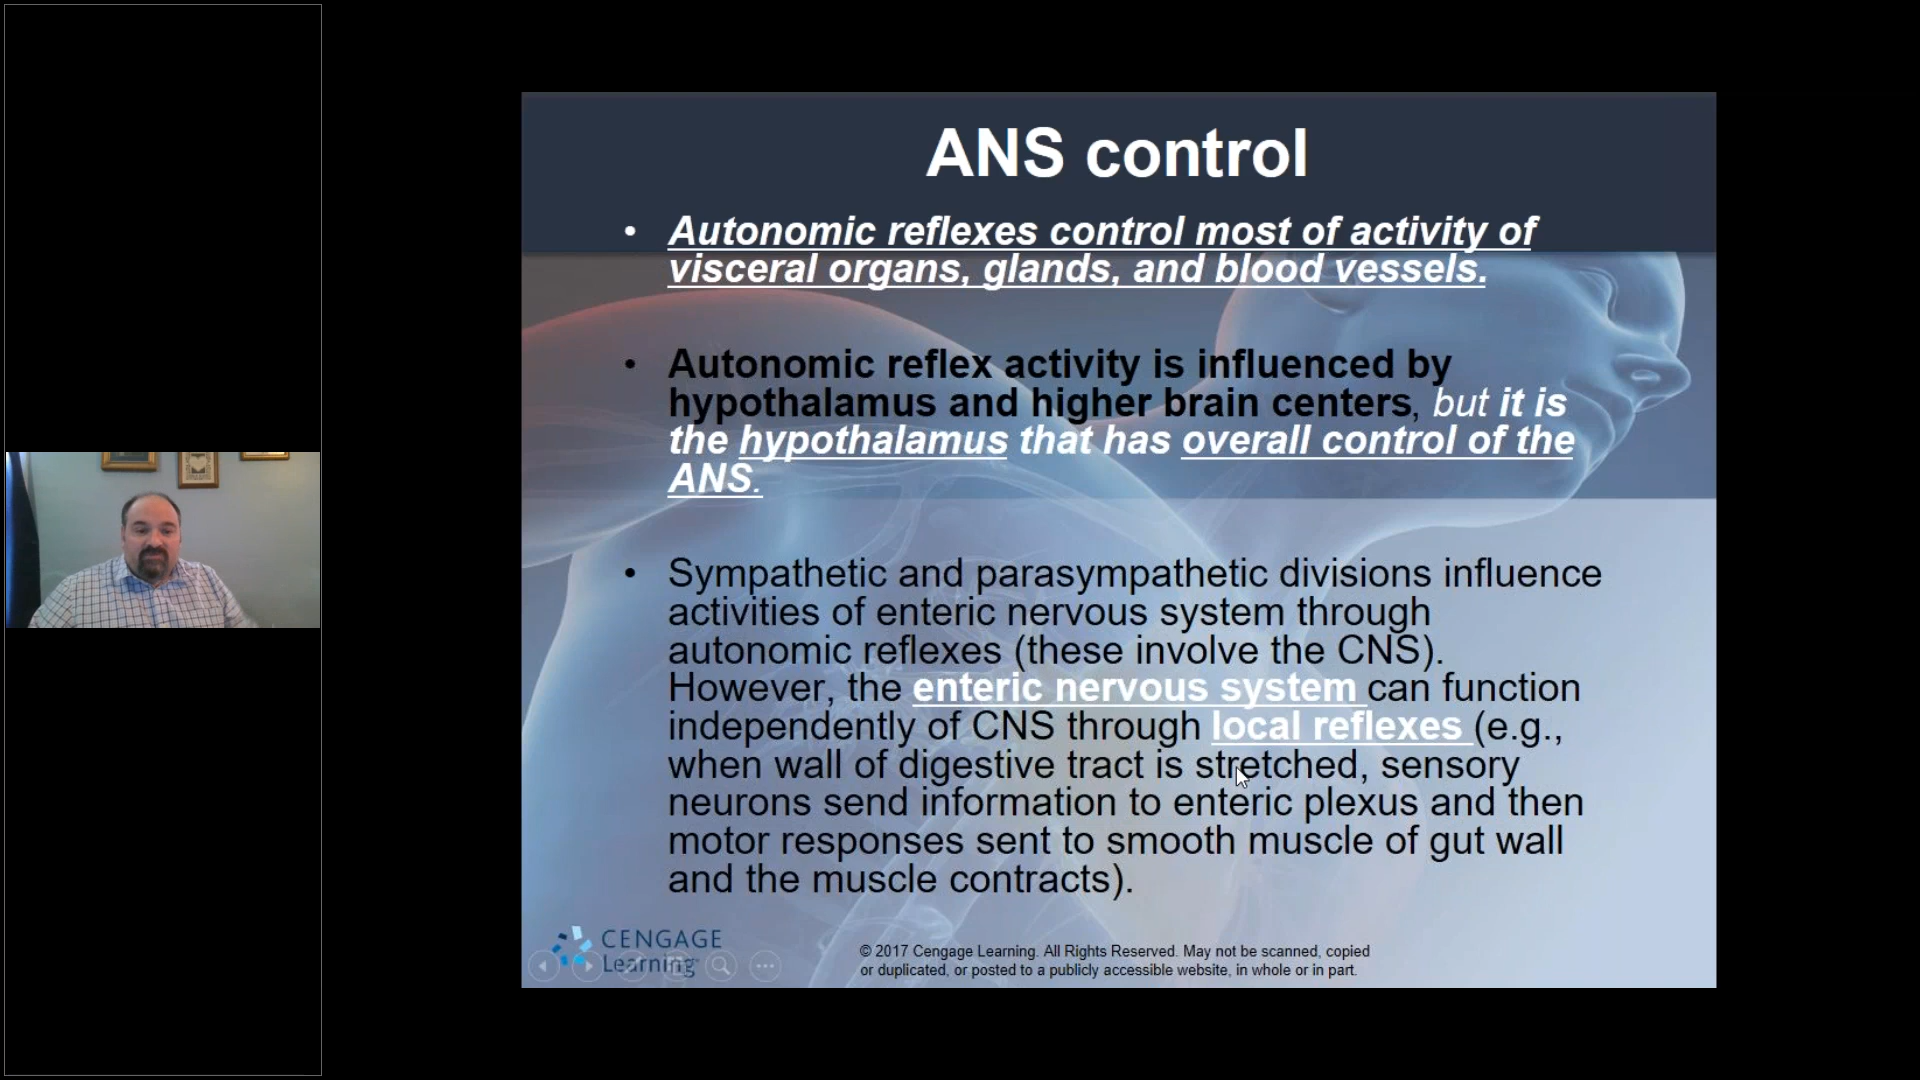 ANS control
• Autonomic reflexes control most of activity of
visceral organs, glands, and blood vessels.
• Autonomic reflex activity is influenced by
hypothalamus and higher brain centers, but it is
the hypothalamus that has overall control of the
ANS.
• Sympathetic and parasympathetic divisions influence
activities of enteric nervous system through
autonomic reflexes (these involve the CNS).
However, the enteric nervous system can function
independently of CNS through local reflexes (e.g.,
when wall of digestive tract is stretched, sensory
neurons send information to enteric plexus and then
motor responses sent to smooth muscle of gut wall
and the muscle contracts).
CENGAGE
Learning
© 2017 Cengage Learning. All Rights Reserved. May not be scanned, copied
or duplicated, or posted to a publicly accessible website, in whole or in part.